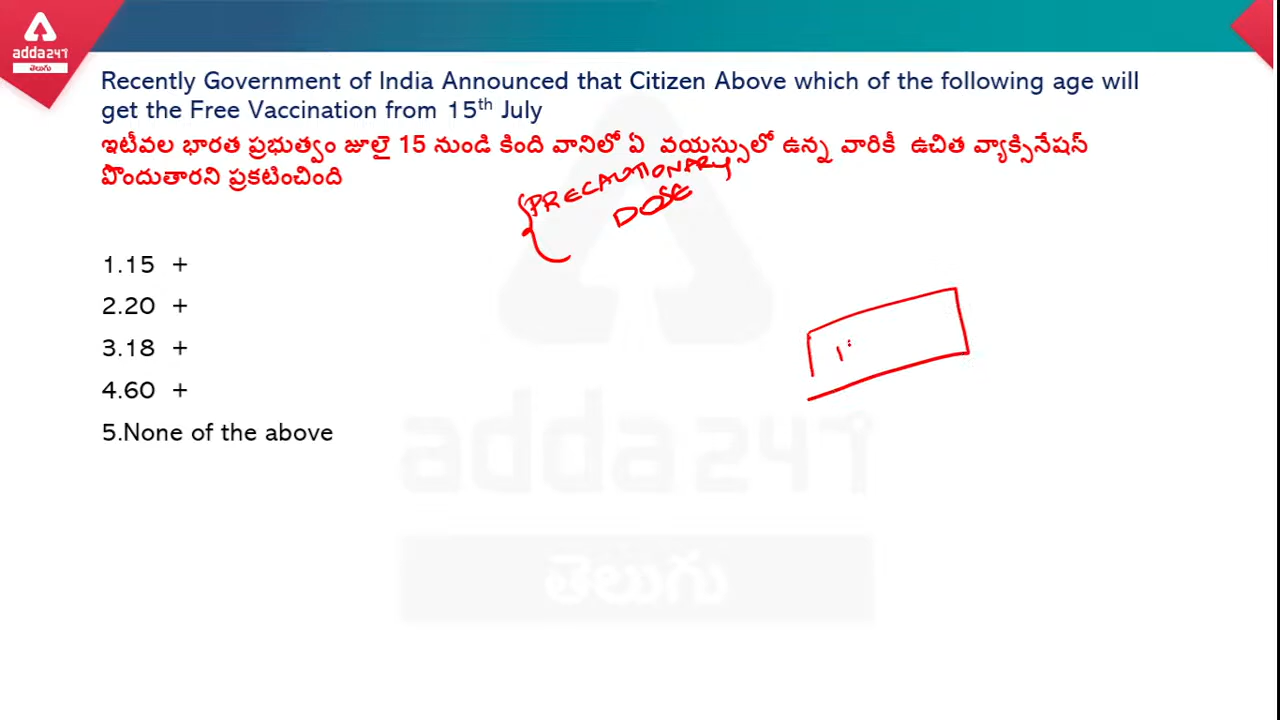 adda247
తెలుగు
Recently Government of India Announced that Citizen Above which of the following age will
get the Free Vaccination from 15th July
ఇటీవల భారత ప్రభుత్వం జూలై 15 నుండి కింది వానిలో ఏ వయస్సులో ఉన్న వారికీ ఉచిత వ్యాక్సినేషన్
పొందుతారని ప్రకటించింది
PRECAUTIONARY
DOSE
1.15 +
2.20 +
3.18 +
4.60 +
5.None of the above
adda247
తెలుగు